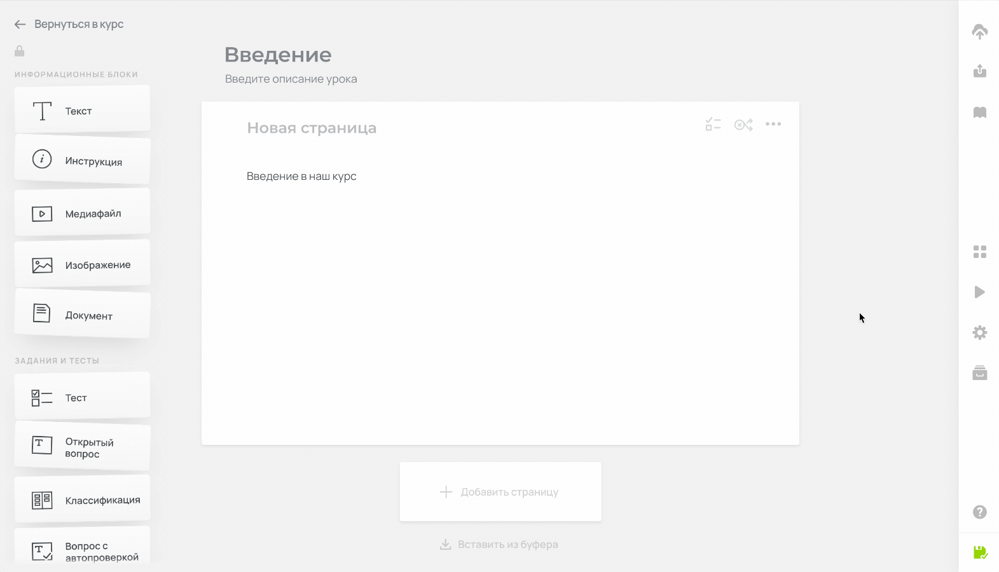 Вернуться в курс
ИНФОРМАЦИОННЫЕ БЛОКИ
Текст
Инструкция
Медиафайл
Изображение
Документ
ЗАДАНИЯ И ТЕСТЫ
Тест
Открытый
вопрос
Классификация
Вопрос с
автопроверкой
Введение
Введите описание урока
Новая страница
Введение в наш курс
Добавить страницу
Вставить из буфера